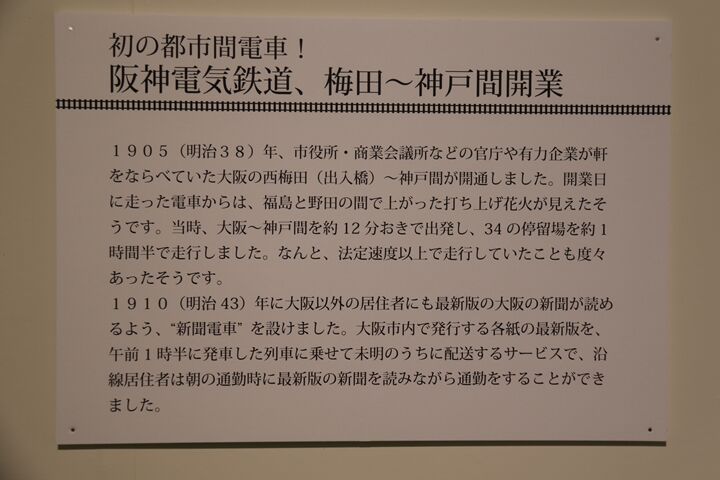 初の都市間電車！
阪神電気鉄道、梅田～神戸間開業
１９０５（明治３８）年、市役所・商業会議所などの官庁や有力企業が軒
をならべていた大阪の西梅田（出入橋）～神戸間が開通しました。開業日
に走った電車からは、福島と野田の間で上がった打ち上げ花火が見えたそ
うです。当時、大阪～神戸間を約 12 分おきで出発し、34 の停留場を約１
時間半で走行しました。なんと、法定速度以上で走行していたことも度々
あったそうです。
１９１０（明治 43）年に大阪以外の居住者にも最新版の大阪の新聞が読め
るよう、“新聞電車” を設けました。大阪市内で発行する各紙の最新版を、
午前１時半に発車した列車に乗せて未明のうちに配送するサービスで、沿
線居住者は朝の通勤時に最新版の新聞を読みながら通勤をすることができ
ました。